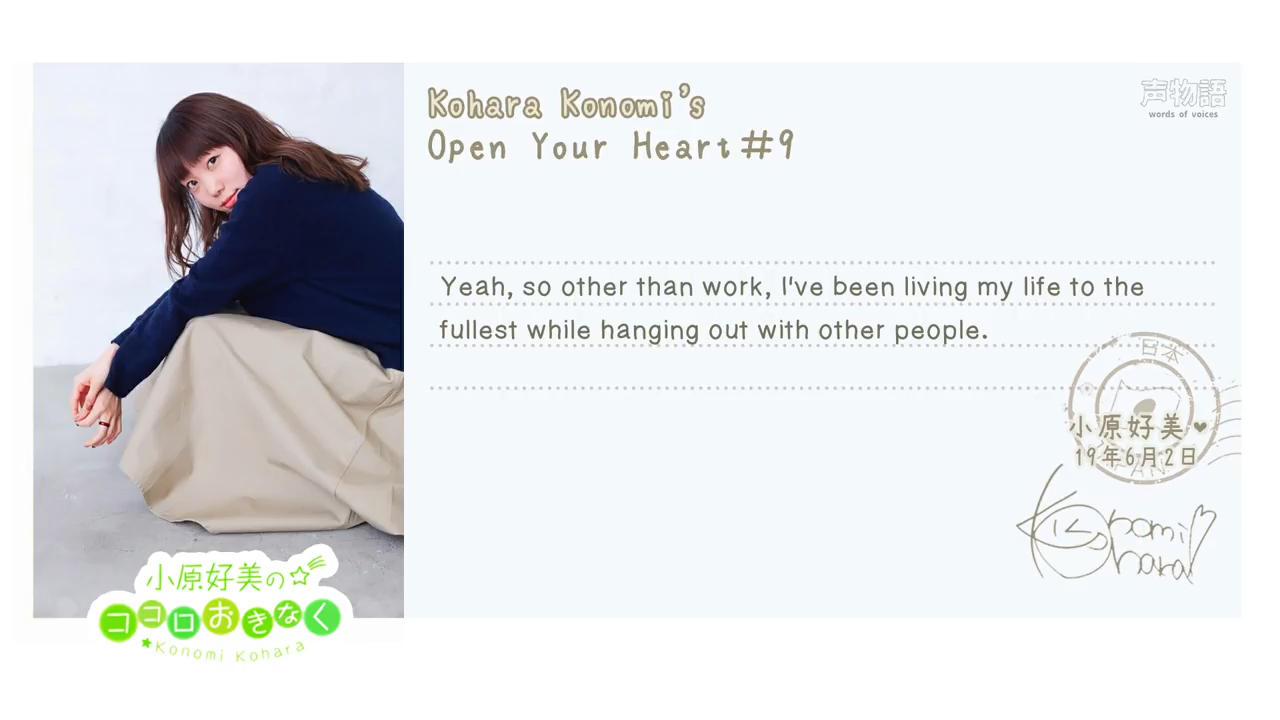 Kohara Konomi's
Open Your Heart #9
声物語
words of voices
Yeah, so other than work, I've been living my life to the
fullest while hanging out with other people.
日本
小原好美❤
19年6月2日
Konomi
Kohara
小原好美の☆
ココロおきなく
★Konomi Kohara